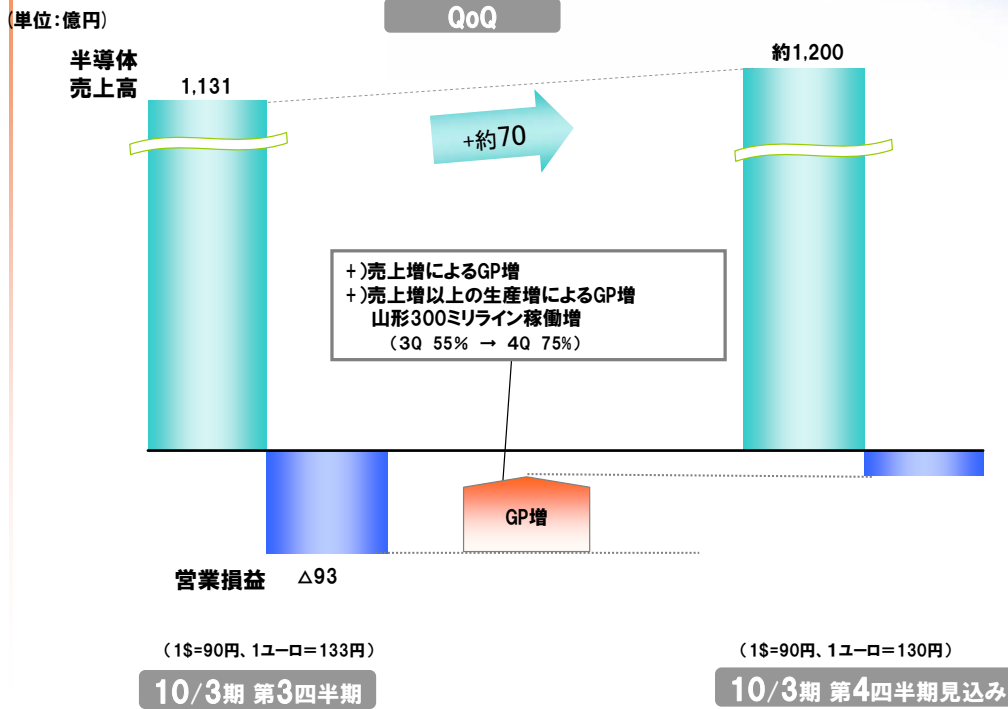 (単位:億円)
QoQ
半導体
売上高
1,131
約1,200
+約70
+)売上増によるGP増
+)売上増以上の生産増によるGP増
山形300ミリライン稼働増
(3Q 55% → 4Q 75%)
GP増
営業損益 △93
(1$=90円、1ユーロ=133円)
(1$=90円、1ユーロ=130円)
10/3期 第3四半期
10/3期 第4四半期見込み